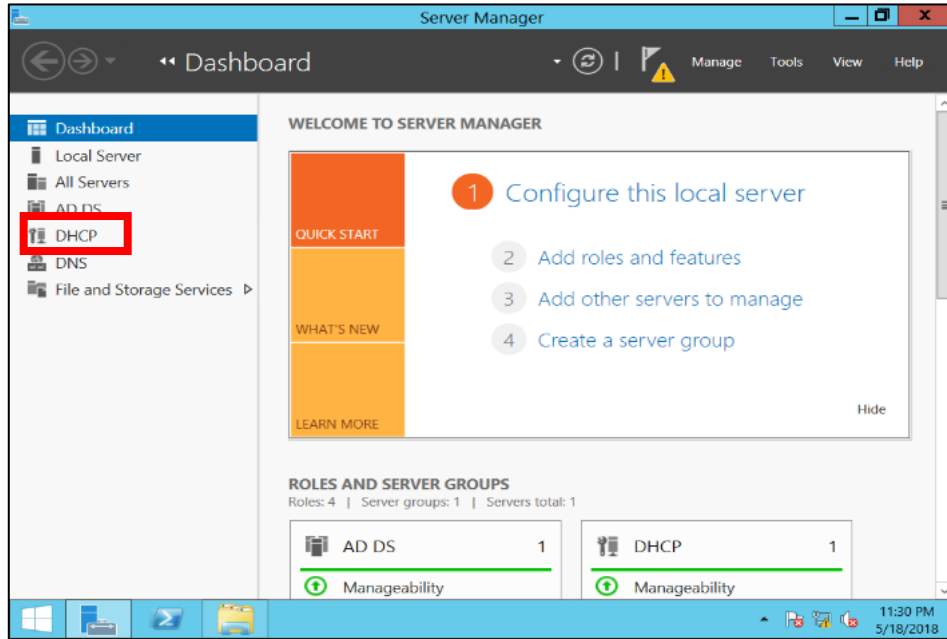 Server Manager
Dashboard
Manage Tools View Help
Dashboard
Local Server
All Servers
AD DS
DHCP
DNS
File and Storage Services
WELCOME TO SERVER MANAGER
QUICK START
WHAT'S NEW
LEARN MORE
1 Configure this local server
2 Add roles and features
3 Add other servers to manage
4 Create a server group
Hide
ROLES AND SERVER GROUPS
Roles: 4 | Server groups: 1 | Servers total: 1
AD DS 1
Manageability
DHCP 1
Manageability
11:30 PM
5/18/2018